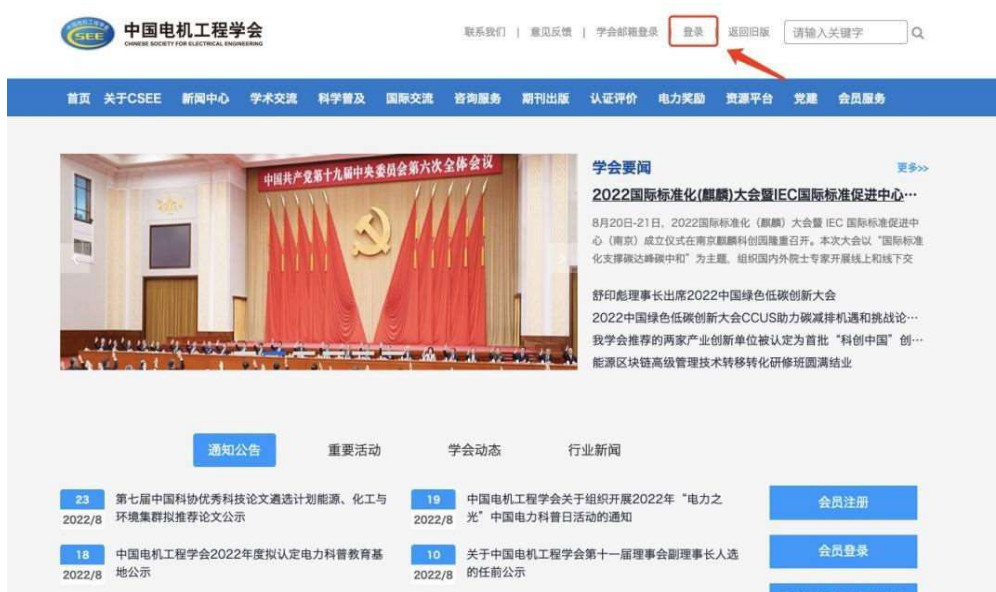 CSEE
中国电机工程学会
CHINESE SOCIETY FOR ELECTRICAL ENGINEERING
联系我们 | 意见反馈 | 学会邮箱登录 | 登录 | 返回旧版 请输入关键字
首页 关于CSEE 新闻中心 学术交流 科学普及 国际交流 咨询服务 期刊出版 认证评价 电力奖励 资源平台 党建 会员服务
中国共产党第十九届中央委员会第六次全体会议
学会要闻 更多>>
2022国际标准化(麒麟)大会暨IEC国际标准促进中心…
8月20日-21日，2022国际标准化（麒麟）大会暨 IEC 国际标准促进中
心（南京）成立仪式在南京麒麟科创园隆重召开。本次大会以“国际标准
化支撑碳达峰碳中和”为主题，组织国内外院士专家开展线上和线下交
舒印彪理事长出席2022中国绿色低碳创新大会
2022中国绿色低碳创新大会CCUS助力碳减排机遇和挑战论…
我学会推荐的两家产业创新单位被认定为首批“科创中国”创…
能源区块链高级管理技术转移转化研修班圆满结业
通知公告 重要活动 学会动态 行业新闻
23
2022/8
第七届中国科协优秀科技论文遴选计划能源、化工与
环境集群拟推荐论文公示
19
2022/8
中国电机工程学会关于组织开展2022年“电力之
光”中国电力科普日活动的通知
会员注册
18
2022/8
中国电机工程学会2022年度拟认定电力科普教育基
地公示
10
2022/8
关于中国电机工程学会第十一届理事会副理事长人选
的任前公示
会员登录